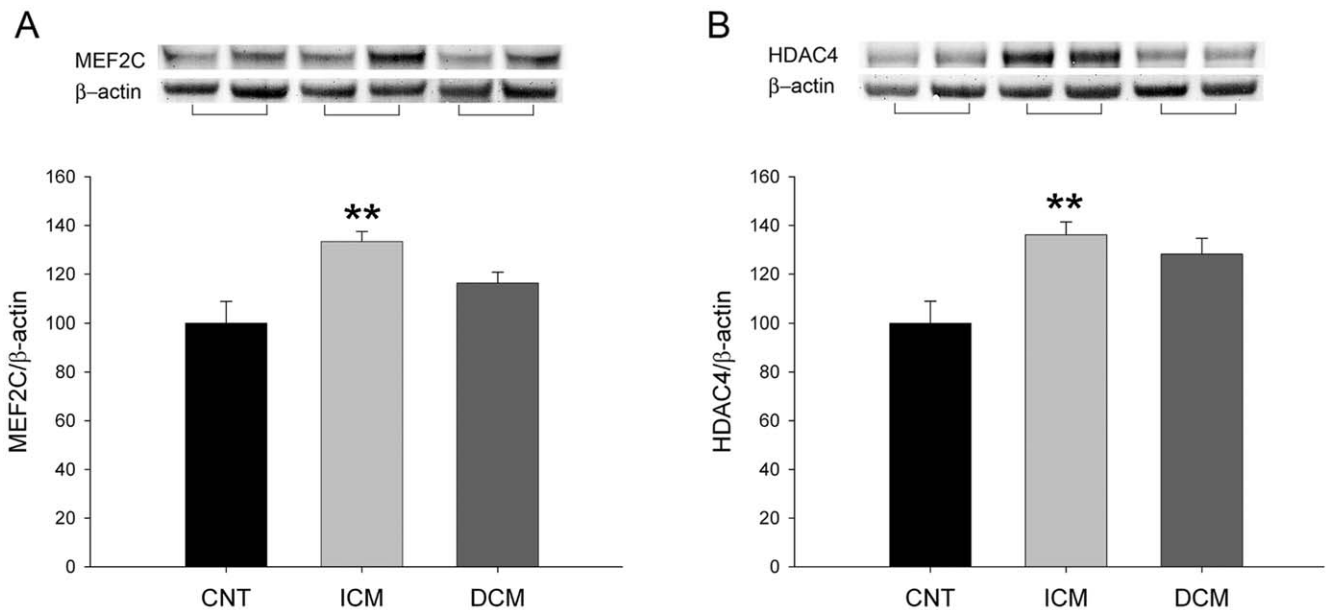 A
MEF2C
β–actin
160
140
120
100
80
60
40
20
0
MEF2C/β-actin
**
CNT ICM DCM
B
HDAC4
β–actin
160
140
120
100
80
60
40
20
0
HDAC4/β-actin
**
CNT ICM DCM